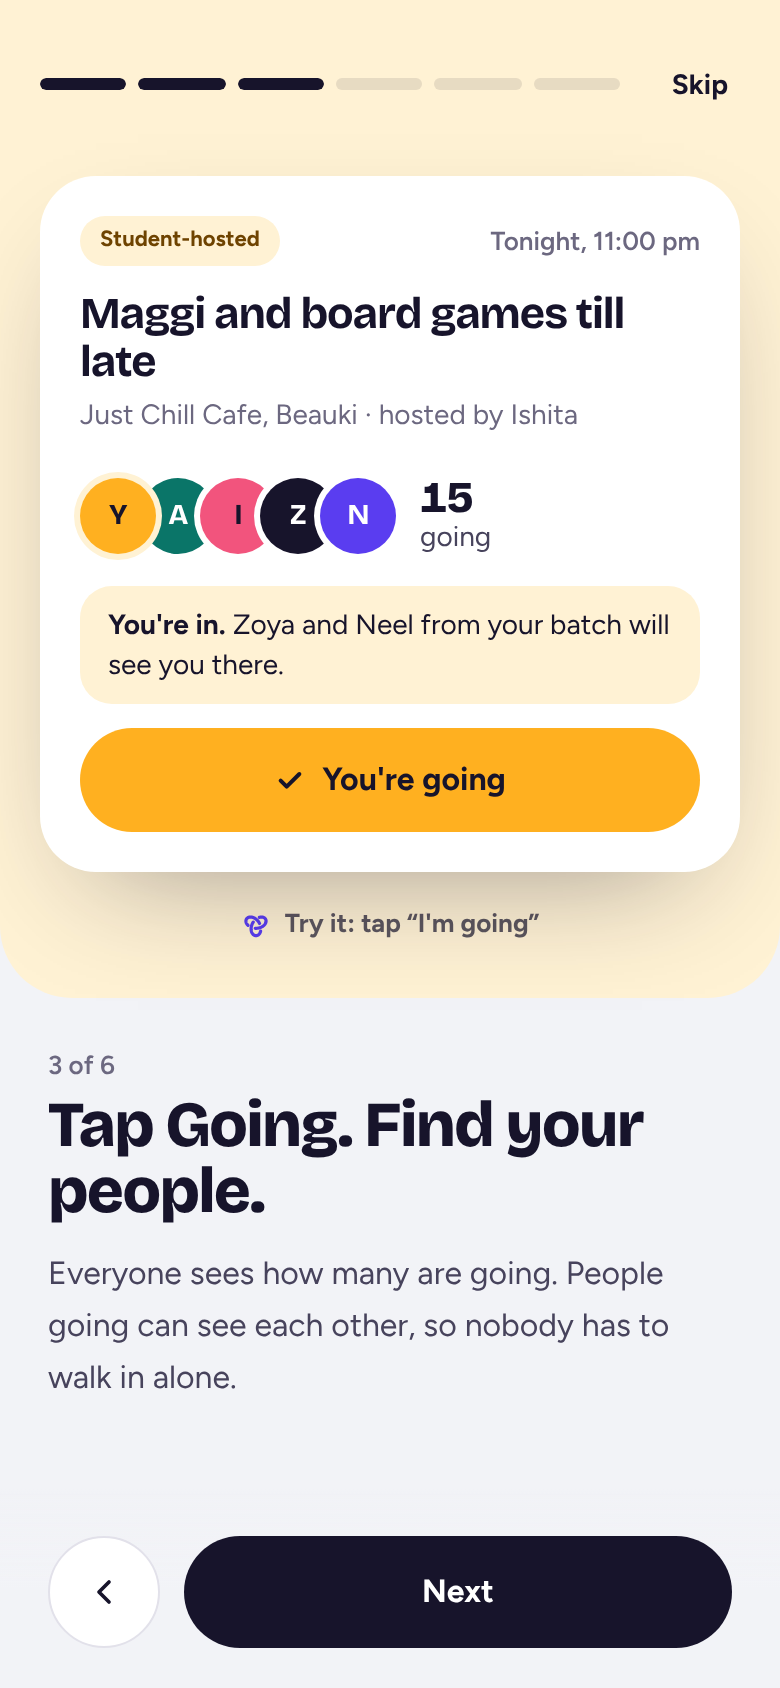 Skip
Student-hosted
Tonight, 11:00 pm
Maggi and board games till
late
Just Chill Cafe, Beauki · hosted by Ishita
Y A I Z N
15
going
You're in. Zoya and Neel from your batch will
see you there.
You're going
Try it: tap “I'm going”
3 of 6
Tap Going. Find your
people.
Everyone sees how many are going. People
going can see each other, so nobody has to
walk in alone.
Next